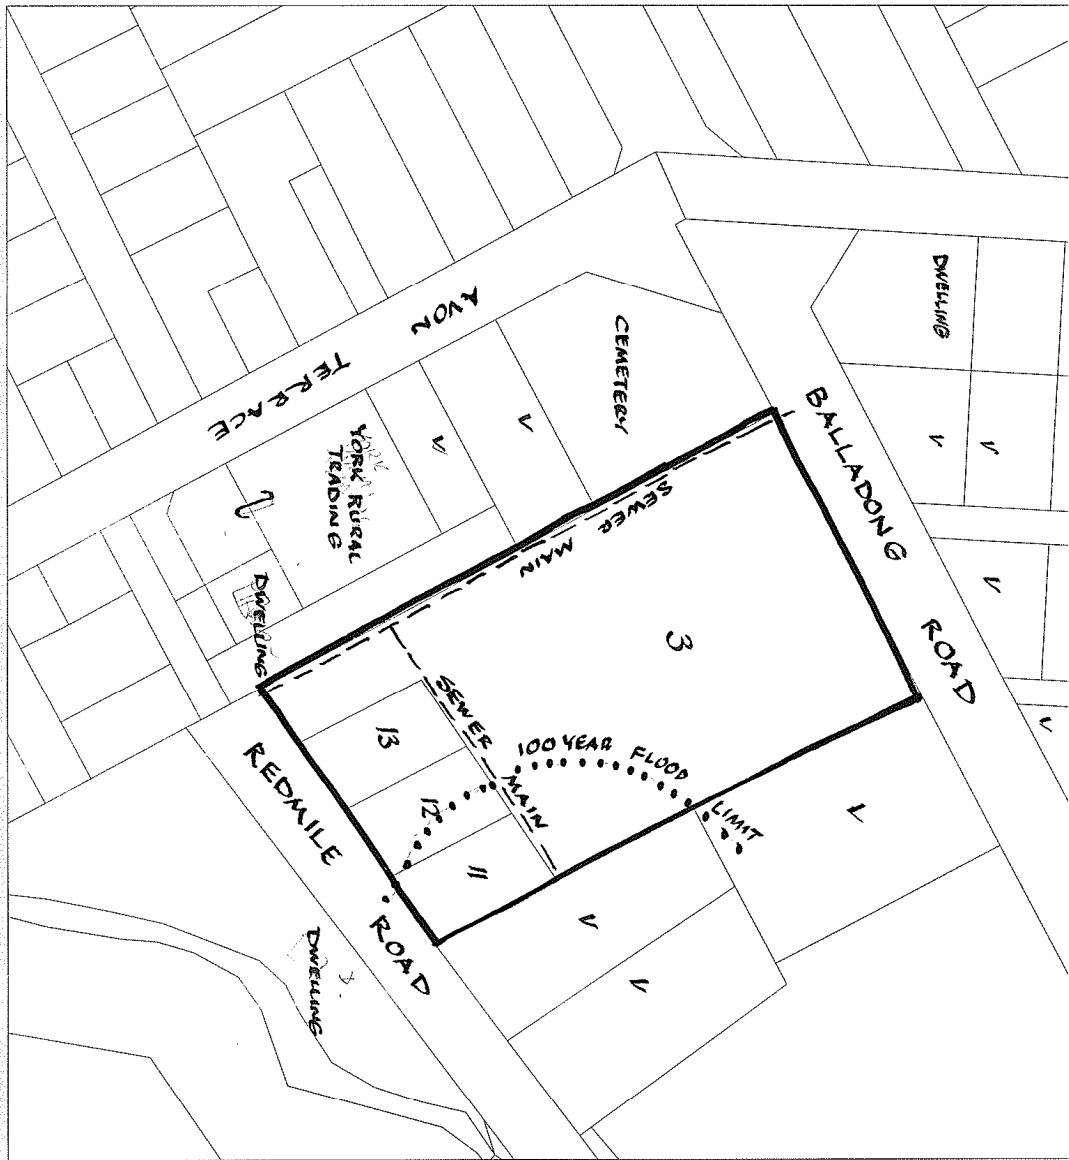 DWELLING
AVON
TERRACE
CEMETERY
V
V
V
V
BALLADONG
ROAD
YORK RURAL
TRADING
V
V
SEWER
MAIN
DWELLING
3
SEWER
MAIN
13
12
11
100 YEAR FLOOD
LIMIT
V
REDMILE
ROAD
V
V
DWELLING